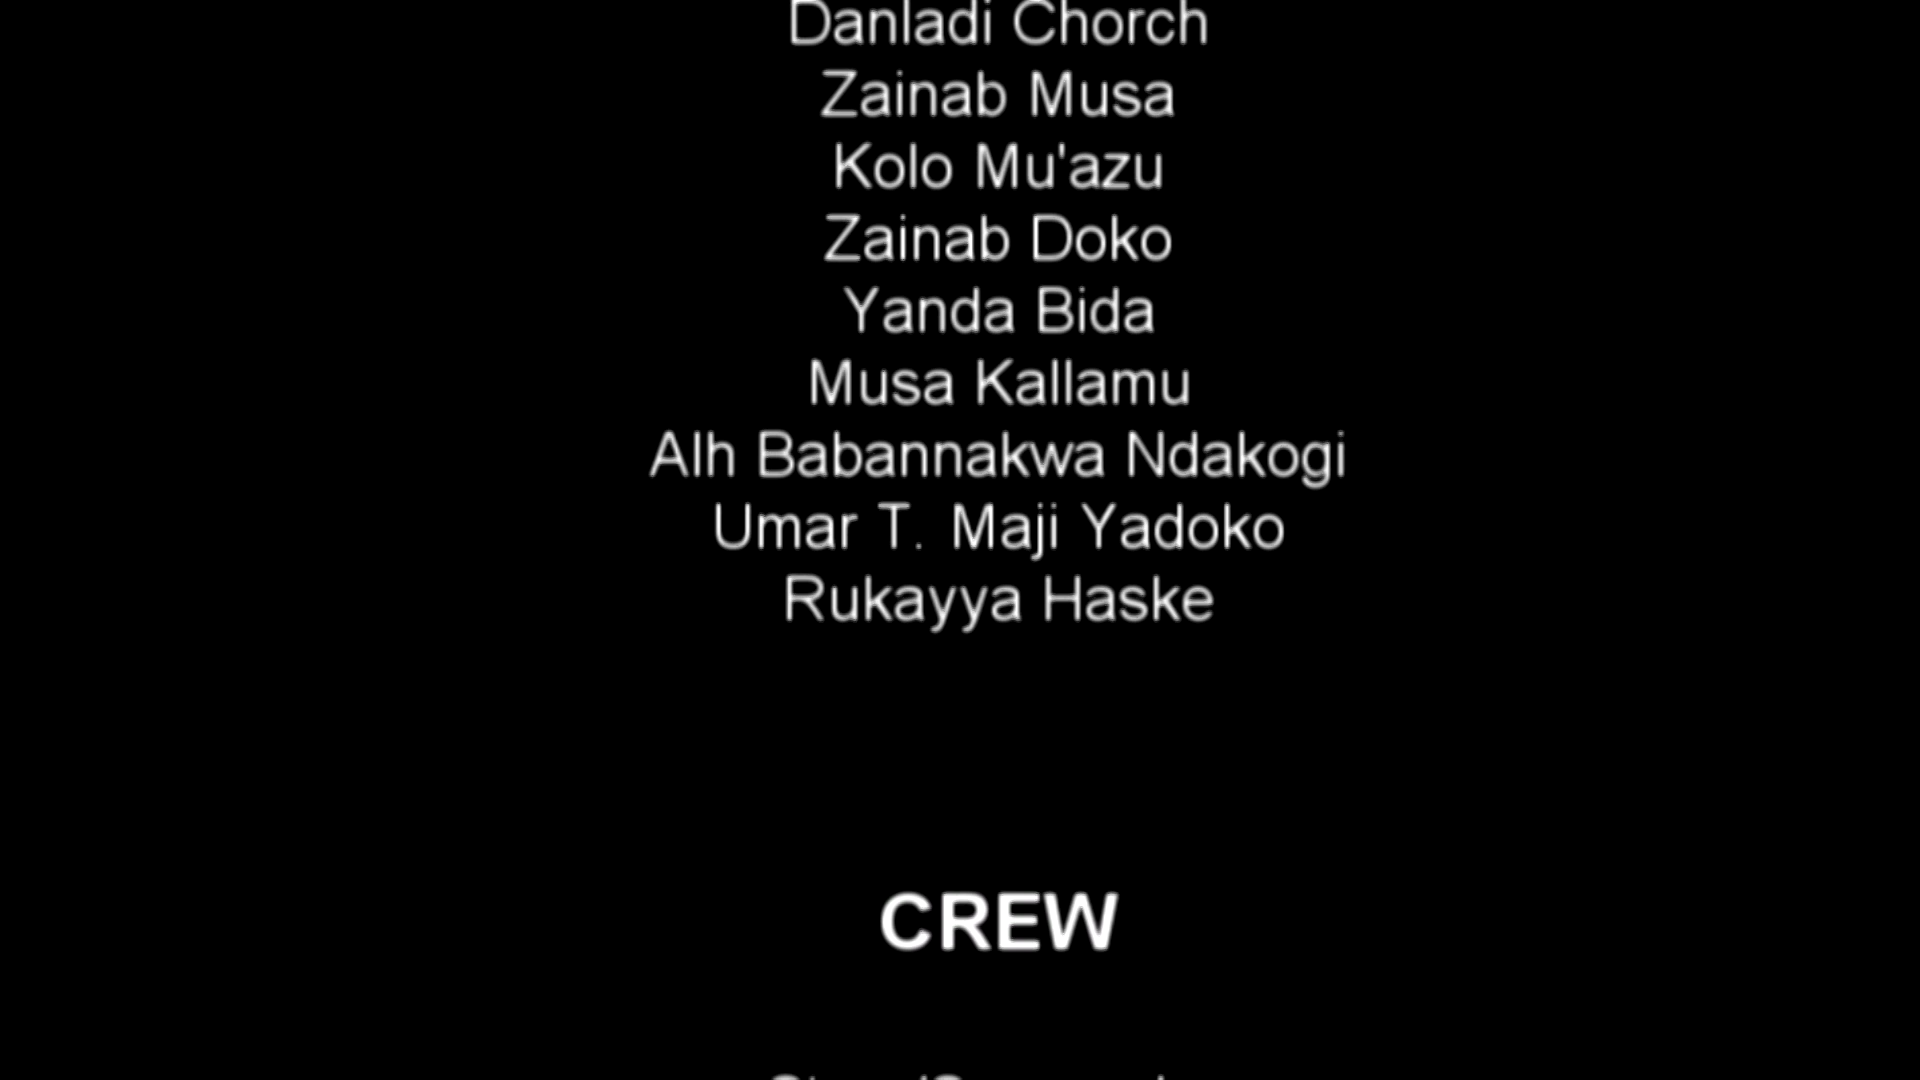 Danladi Chorch
Zainab Musa
Kolo Mu'azu
Zainab Doko
Yanda Bida
Musa Kallamu
Alh Babannakwa Ndakogi
Umar T. Maji Yadoko
Rukayya Haske
CREW